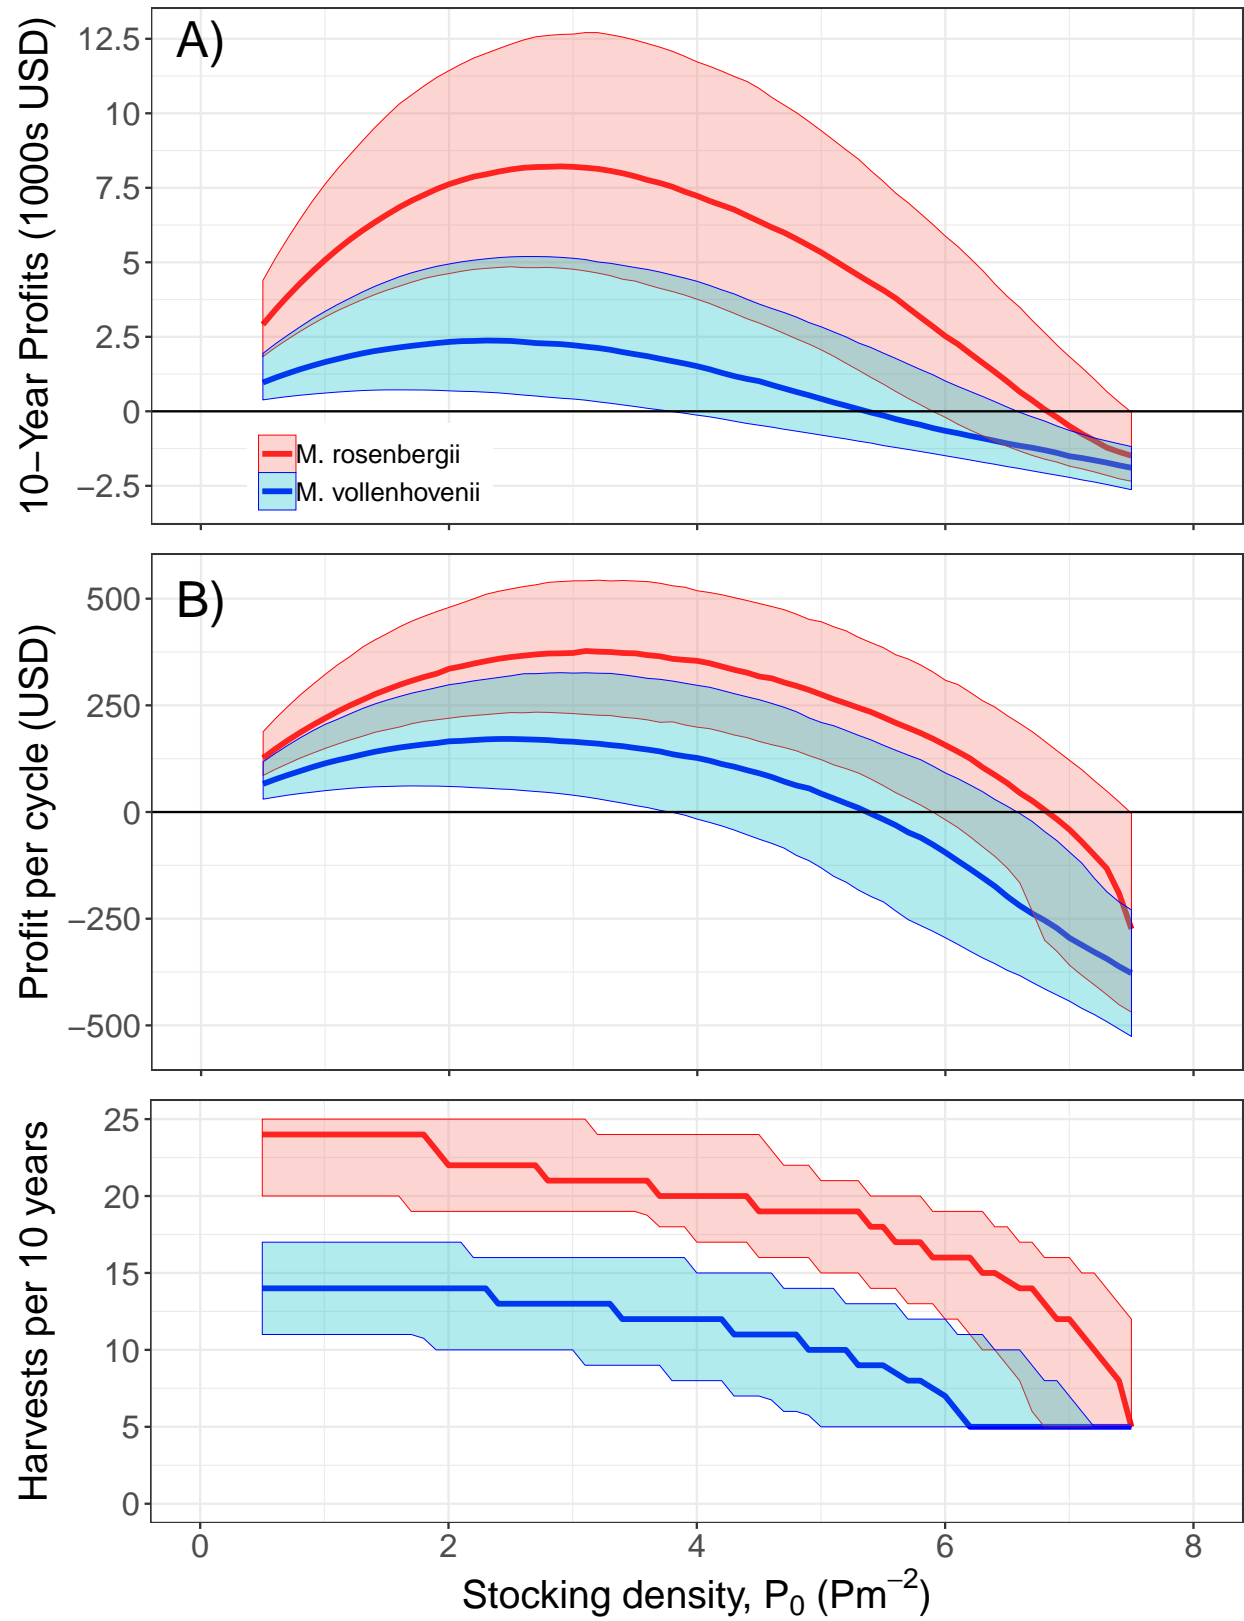 A)
10−Year Profits (1000s USD)
12.5
10
7.5
5
2.5
0
−2.5
M. rosenbergii
M. vollenhovenii
B)
Profit per cycle (USD)
500
250
0
−250
−500
Harvests per 10 years
25
20
15
10
5
0
0 2 4 6 8
Stocking density, P₀ (Pm⁻²)